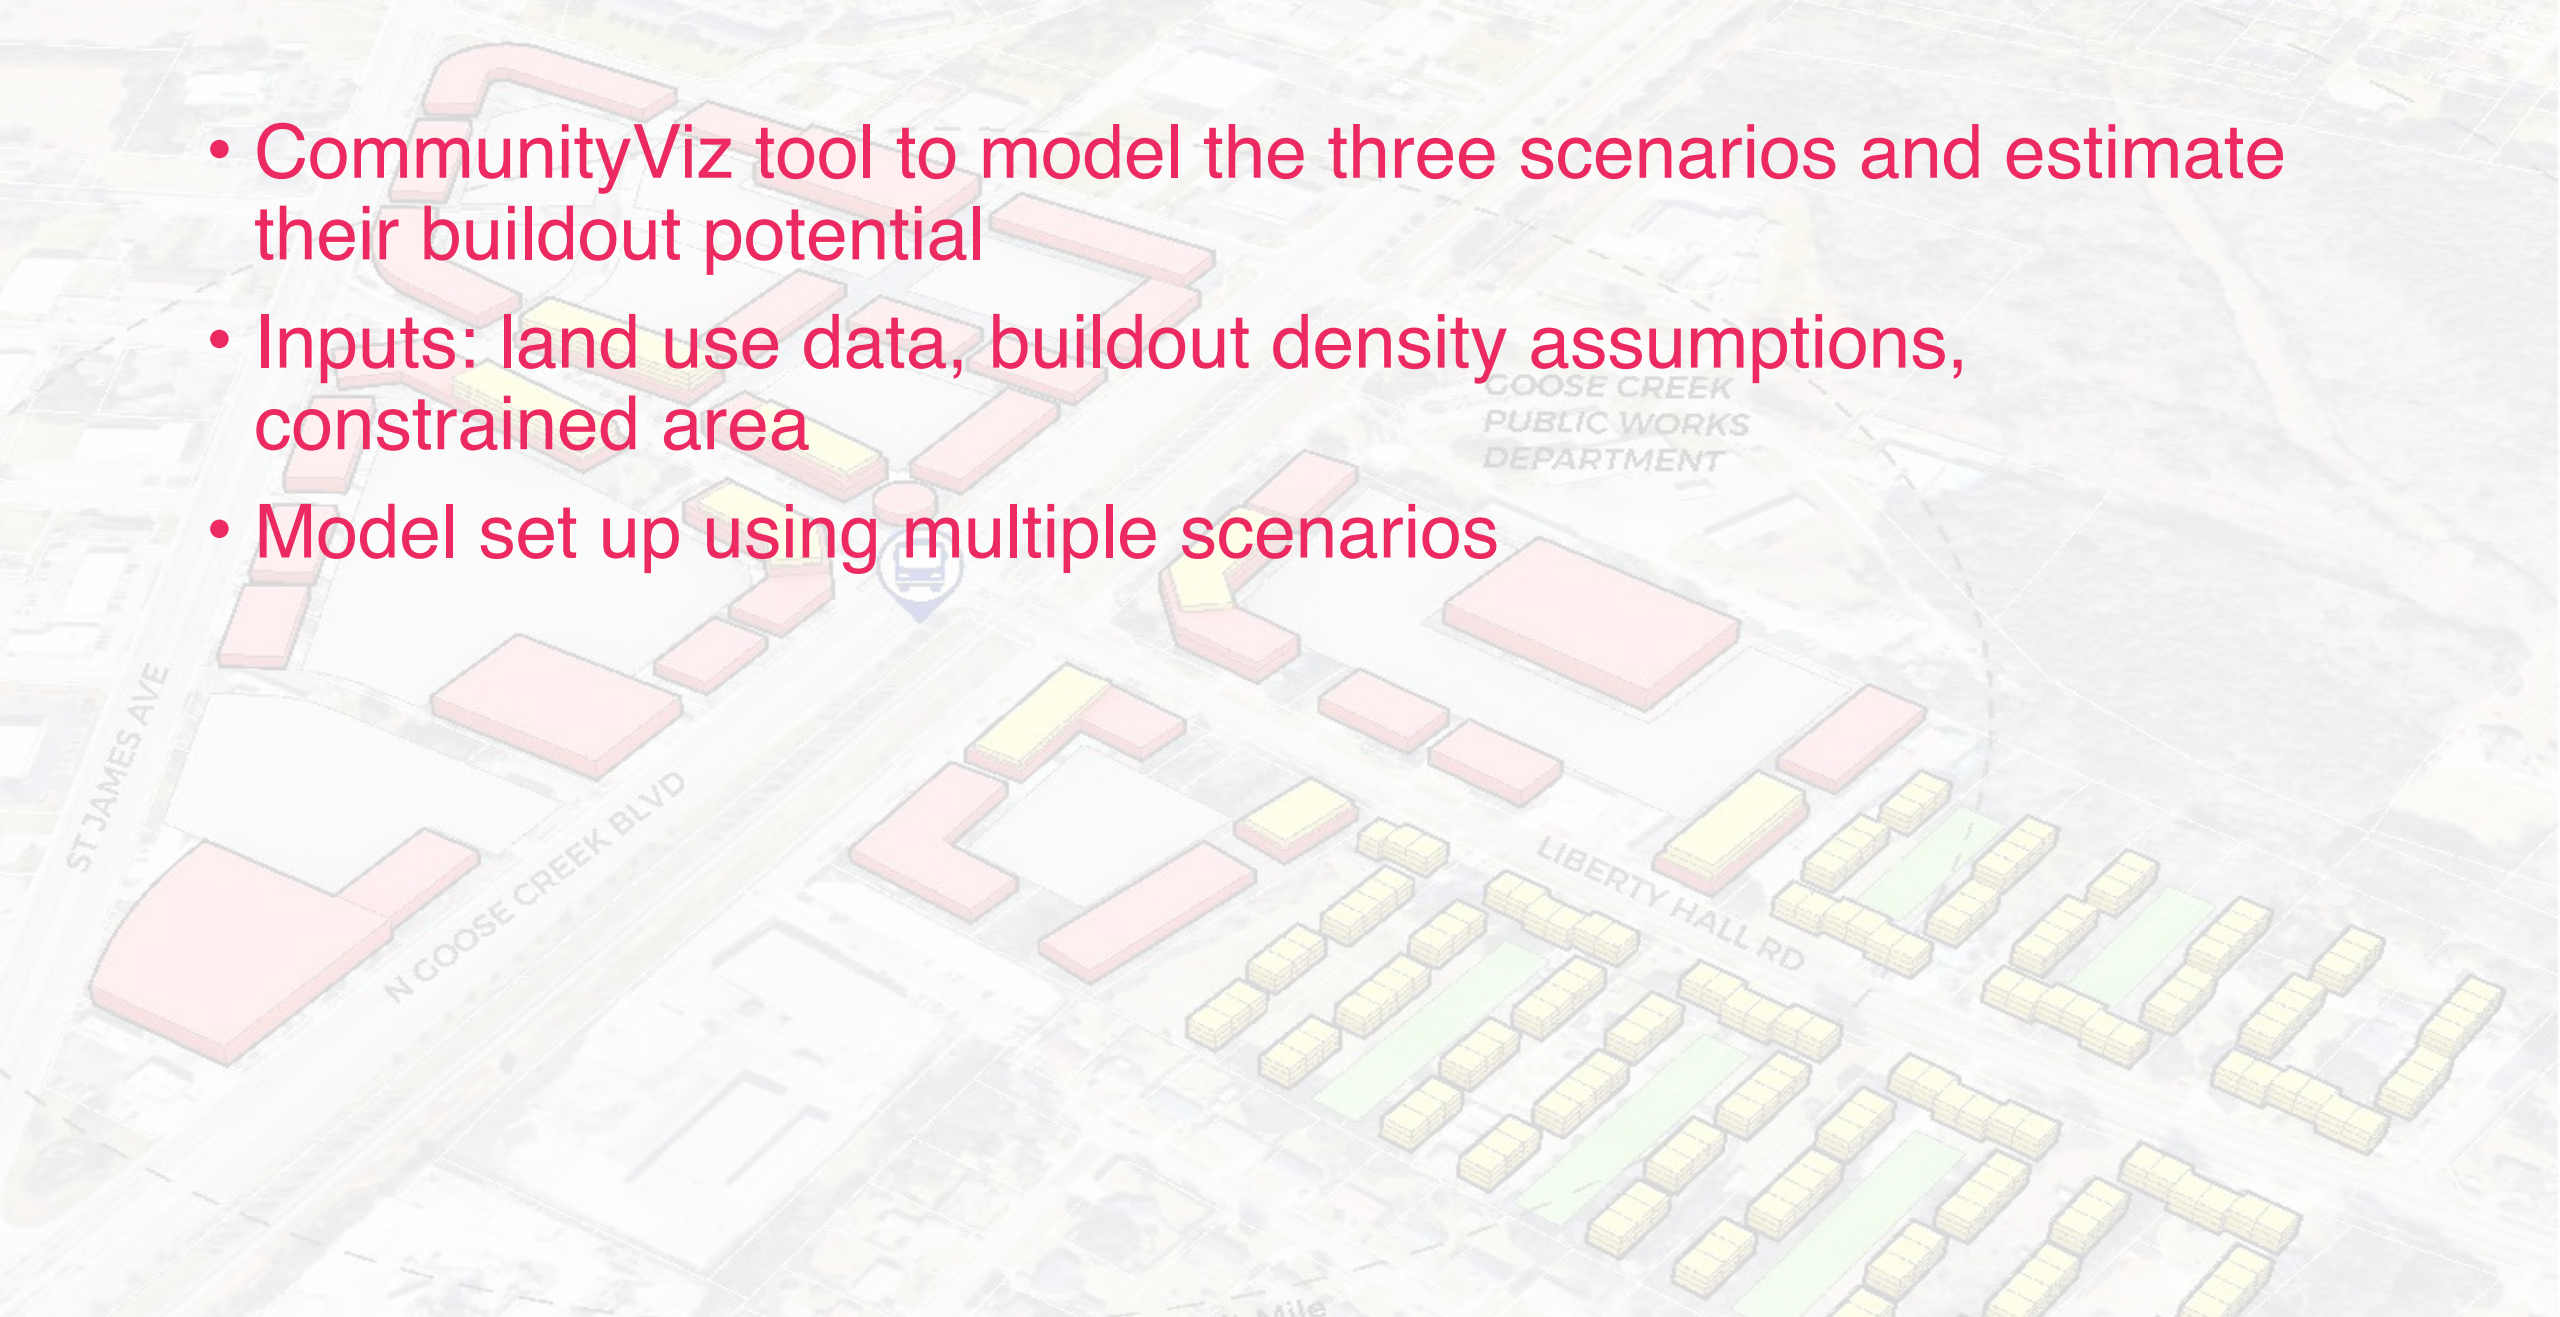 • CommunityViz tool to model the three scenarios and estimate
their buildout potential
• Inputs: land use data, buildout density assumptions,
constrained area
• Model set up using multiple scenarios
GOOSE CREEK
PUBLIC WORKS
DEPARTMENT
ST JAMES AVE
N GOOSE CREEK BLVD
LIBERTY HALL RD
Mile